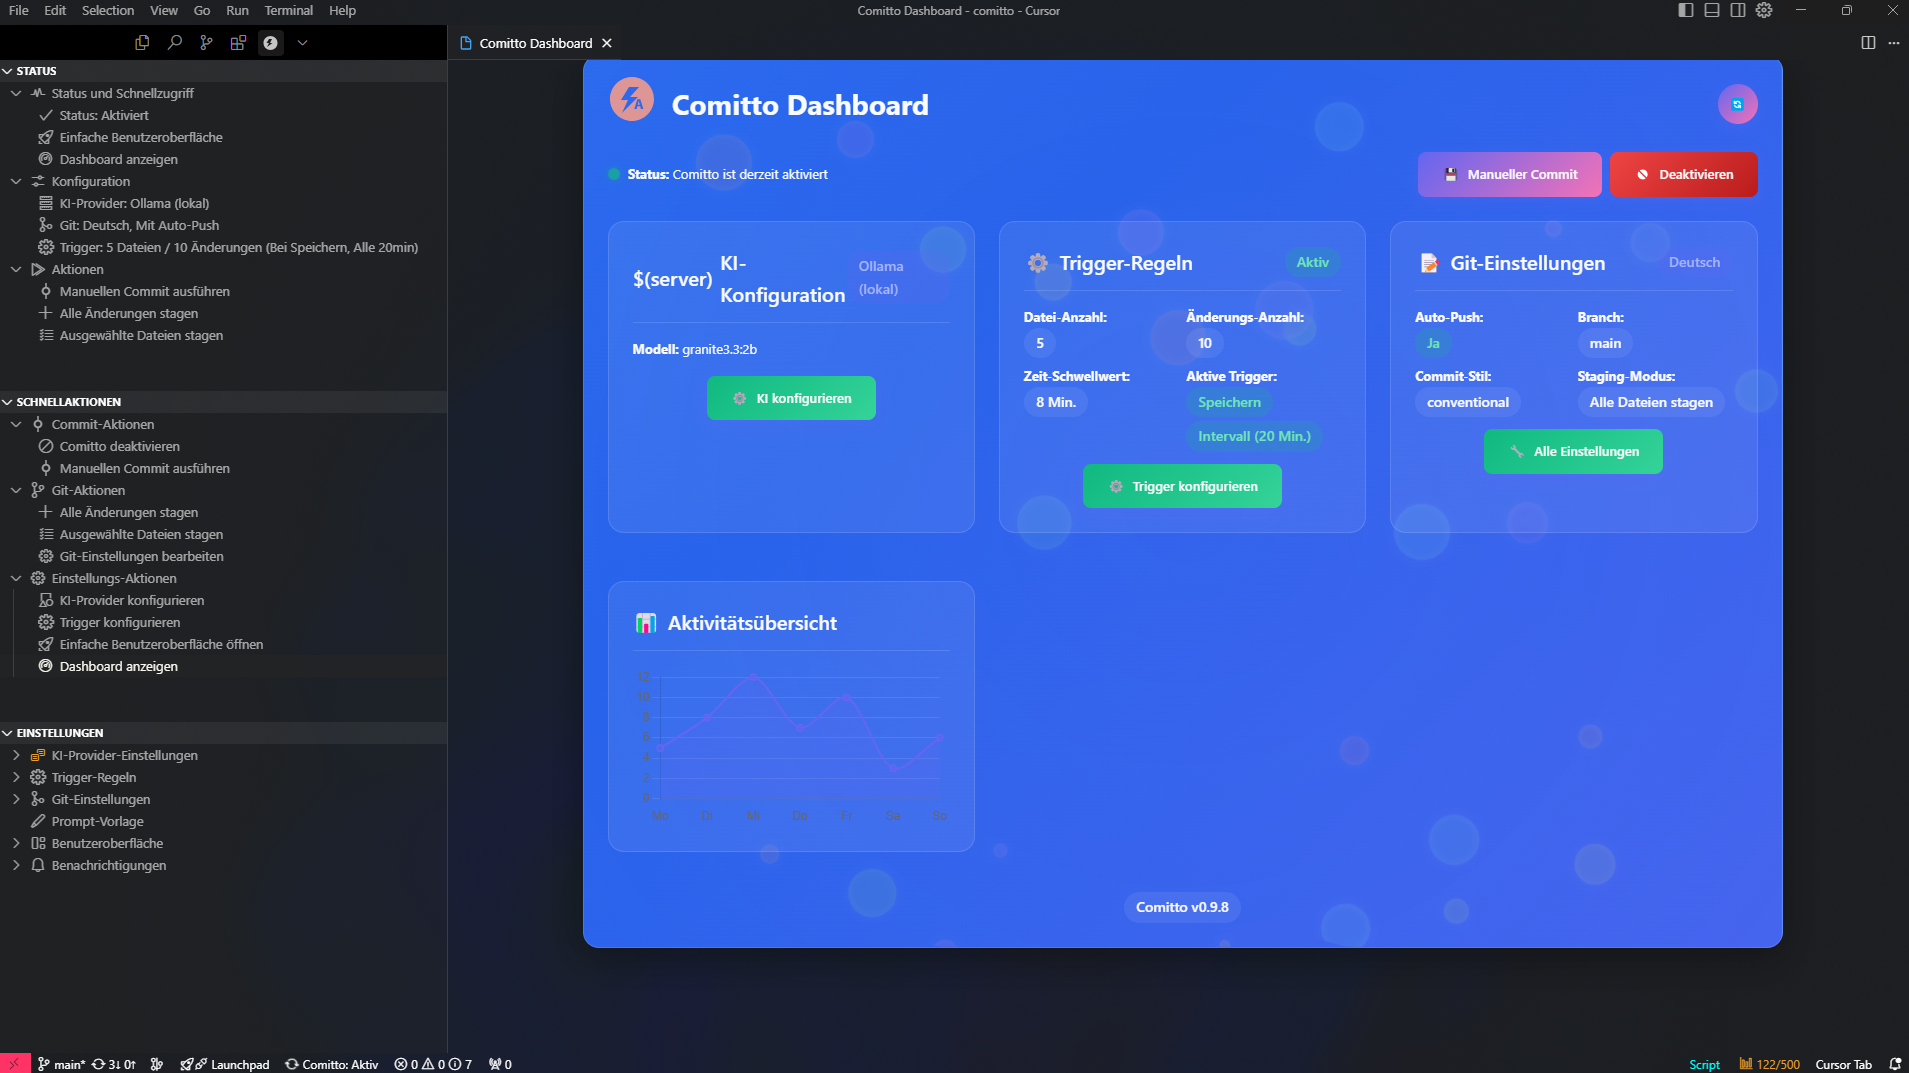 File Edit Selection View Go Run Terminal Help
Comitto Dashboard - comitto - Cursor
Comitto Dashboard
STATUS
Status und Schnellzugriff
Status: Aktiviert
Einfache Benutzeroberfläche
Dashboard anzeigen
Konfiguration
KI-Provider: Ollama (lokal)
Git: Deutsch, Mit Auto-Push
Trigger: 5 Dateien / 10 Änderungen (Bei Speichern, Alle 20min)
Aktionen
Manuellen Commit ausführen
Alle Änderungen stagen
Ausgewählte Dateien stagen
SCHNELLAKTIONEN
Commit-Aktionen
Comitto deaktivieren
Manuellen Commit ausführen
Git-Aktionen
Alle Änderungen stagen
Ausgewählte Dateien stagen
Git-Einstellungen bearbeiten
Einstellungs-Aktionen
KI-Provider konfigurieren
Trigger konfigurieren
Einfache Benutzeroberfläche öffnen
Dashboard anzeigen
EINSTELLUNGEN
KI-Provider-Einstellungen
Trigger-Regeln
Git-Einstellungen
Prompt-Vorlage
Benutzeroberfläche
Benachrichtigungen
A
Comitto Dashboard
Status: Comitto ist derzeit aktiviert
Manueller Commit
Deaktivieren
$(server)
KI-
Konfiguration
Ollama
(lokal)
Modell: granite3.3:2b
KI konfigurieren
Trigger-Regeln
Aktiv
Datei-Anzahl:
5
Änderungs-Anzahl:
10
Zeit-Schwellwert:
8 Min.
Aktive Trigger:
Speichern
Intervall (20 Min.)
Trigger konfigurieren
Git-Einstellungen
Deutsch
Auto-Push:
Ja
Branch:
main
Commit-Stil:
conventional
Staging-Modus:
Alle Dateien stagen
Alle Einstellungen
Aktivitätsübersicht
12
10
8
6
4
2
0
Mo Di Mi Do Fr Sa So
Comitto v0.9.8
main* 3↓ 0↑ Launchpad Comitto: Aktiv 0 0 7 0
Script 122/500 Cursor Tab